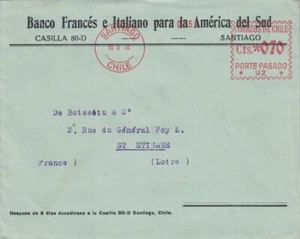 Banco Francés e Italiano para la América del Sud
CASILLA 80-D — — — SANTIAGO
SANTIAGO
CHILE
CORREOS DE CHILE
Cts. *070
PORTE PAGADO
* U2 *
De Boissieu & Cª
3, Rue du Général Foy 3.
ST ETIENNE
France ) (Loire)
Después de 8 días devuélvase a la Casilla 80-D Santiago, Chile.